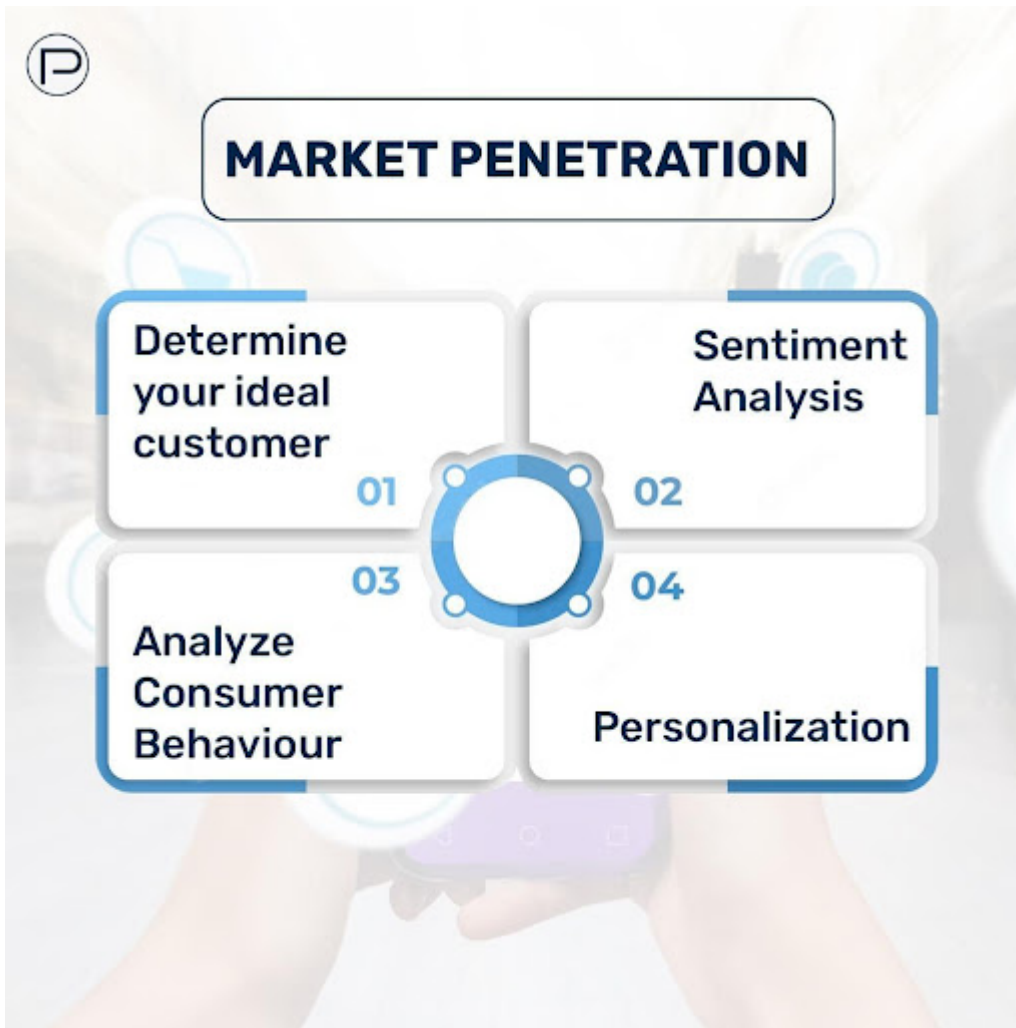 MARKET PENETRATION
Determine
your ideal
customer
01
Sentiment
Analysis
02
03
Analyze
Consumer
Behaviour
04
Personalization